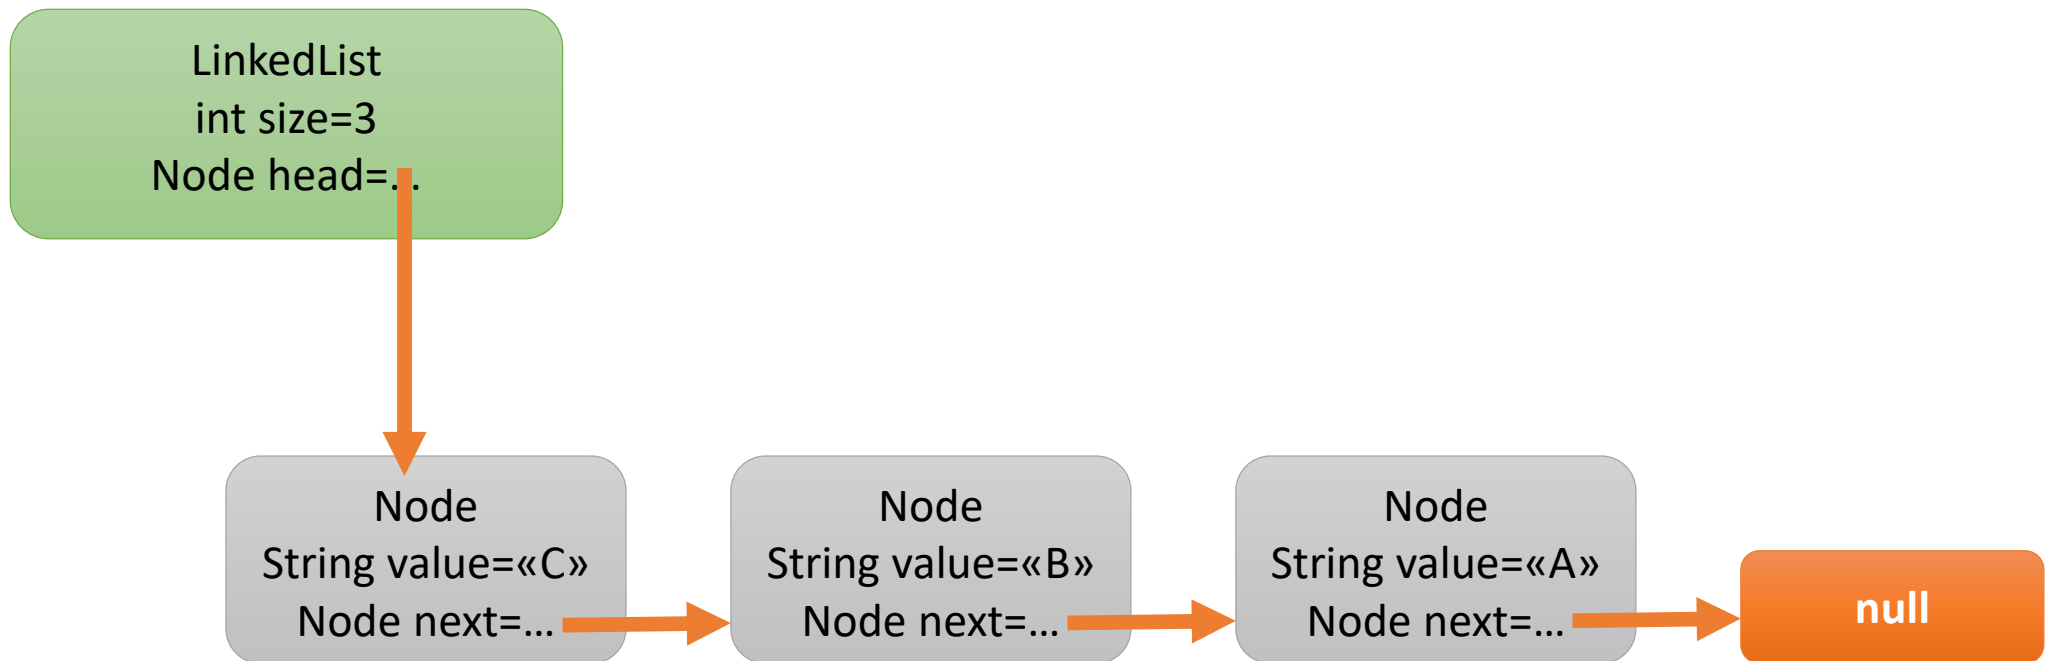 LinkedList
int size=3
Node head=...
Node
String value=«C»
Node next=...
Node
String value=«B»
Node next=...
Node
String value=«A»
Node next=...
null